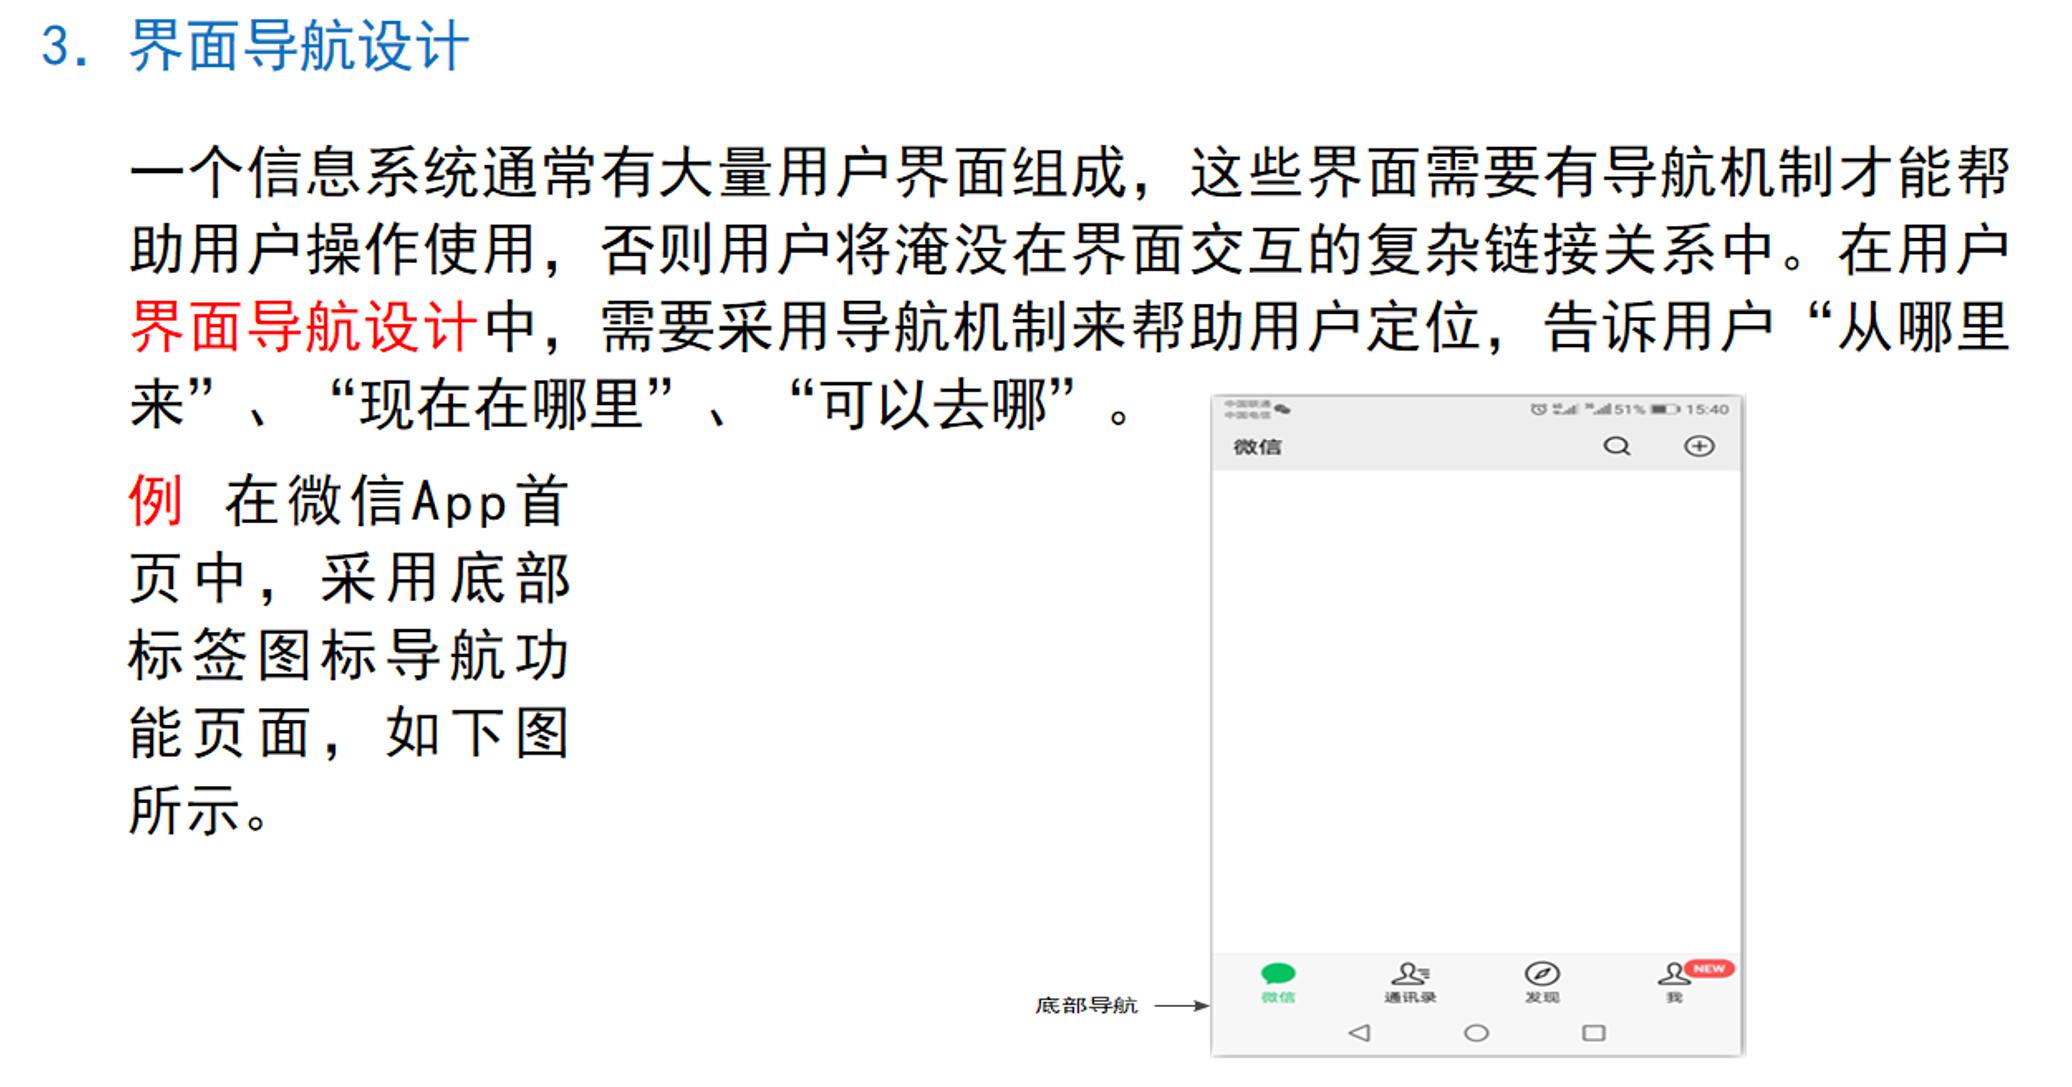 3. 界面导航设计
一个信息系统通常有大量用户界面组成，这些界面需要有导航机制才能帮
助用户操作使用，否则用户将淹没在界面交互的复杂链接关系中。在用户
界面导航设计中，需要采用导航机制来帮助用户定位，告诉用户“从哪里
来”、“现在在哪里”、“可以去哪”。
例 在微信App首
页中，采用底部
标签图标导航功
能页面，如下图
所示。
中国联通
中国电信
51% 15:40
微信
微信 通讯录 发现 我 NEW
底部导航